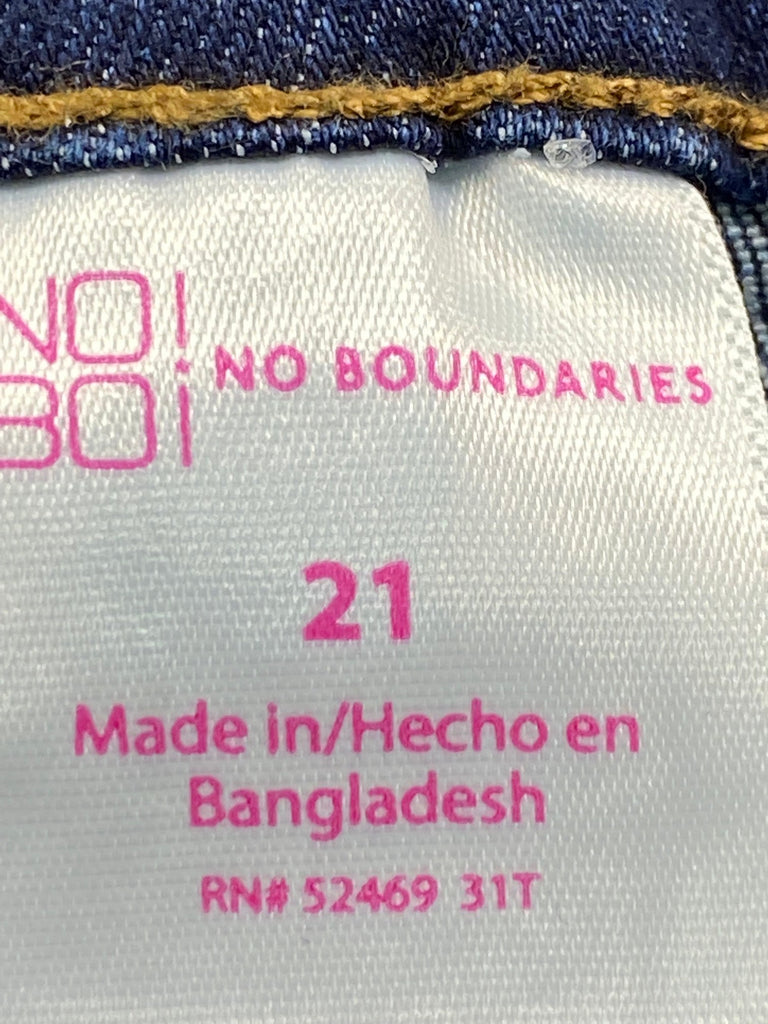 NO!
BO¡
NO BOUNDARIES
21
Made in/Hecho en
Bangladesh
RN# 52469 31T